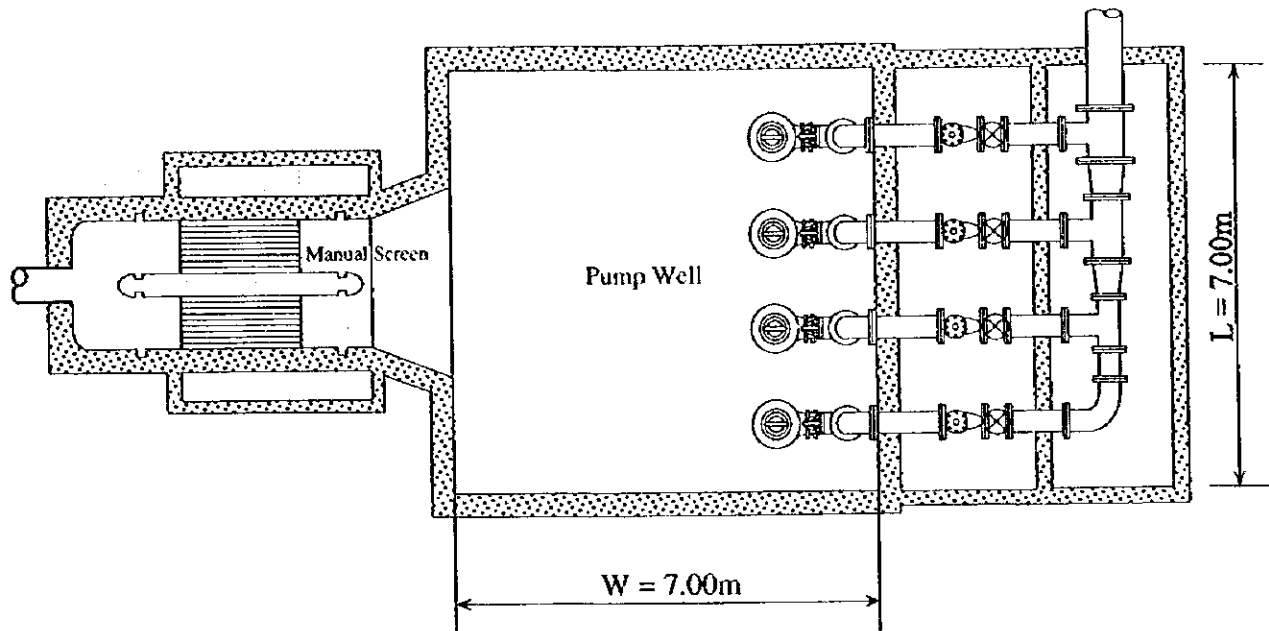 Manual Screen
Pump Well
L = 7.00m
W = 7.00m